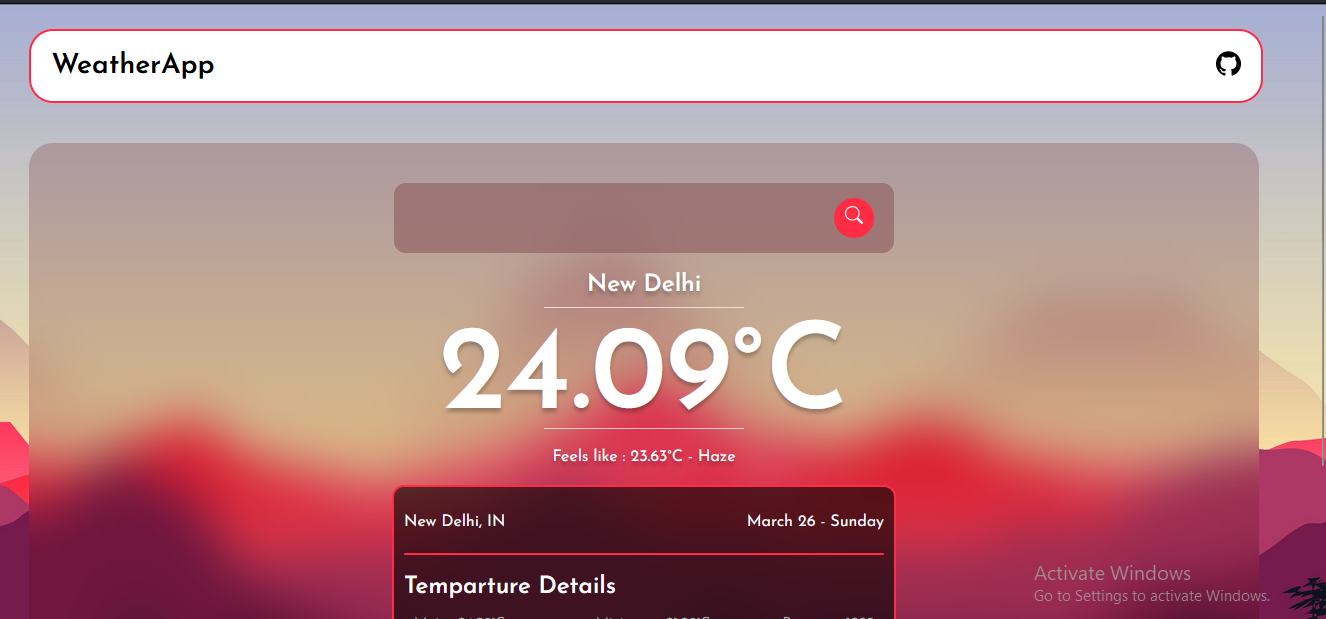 WeatherApp
New Delhi
24.09°C
Feels like : 23.63°C - Haze
New Delhi, IN March 26 - Sunday
Temparture Details
Activate Windows
Go to Settings to activate Windows.